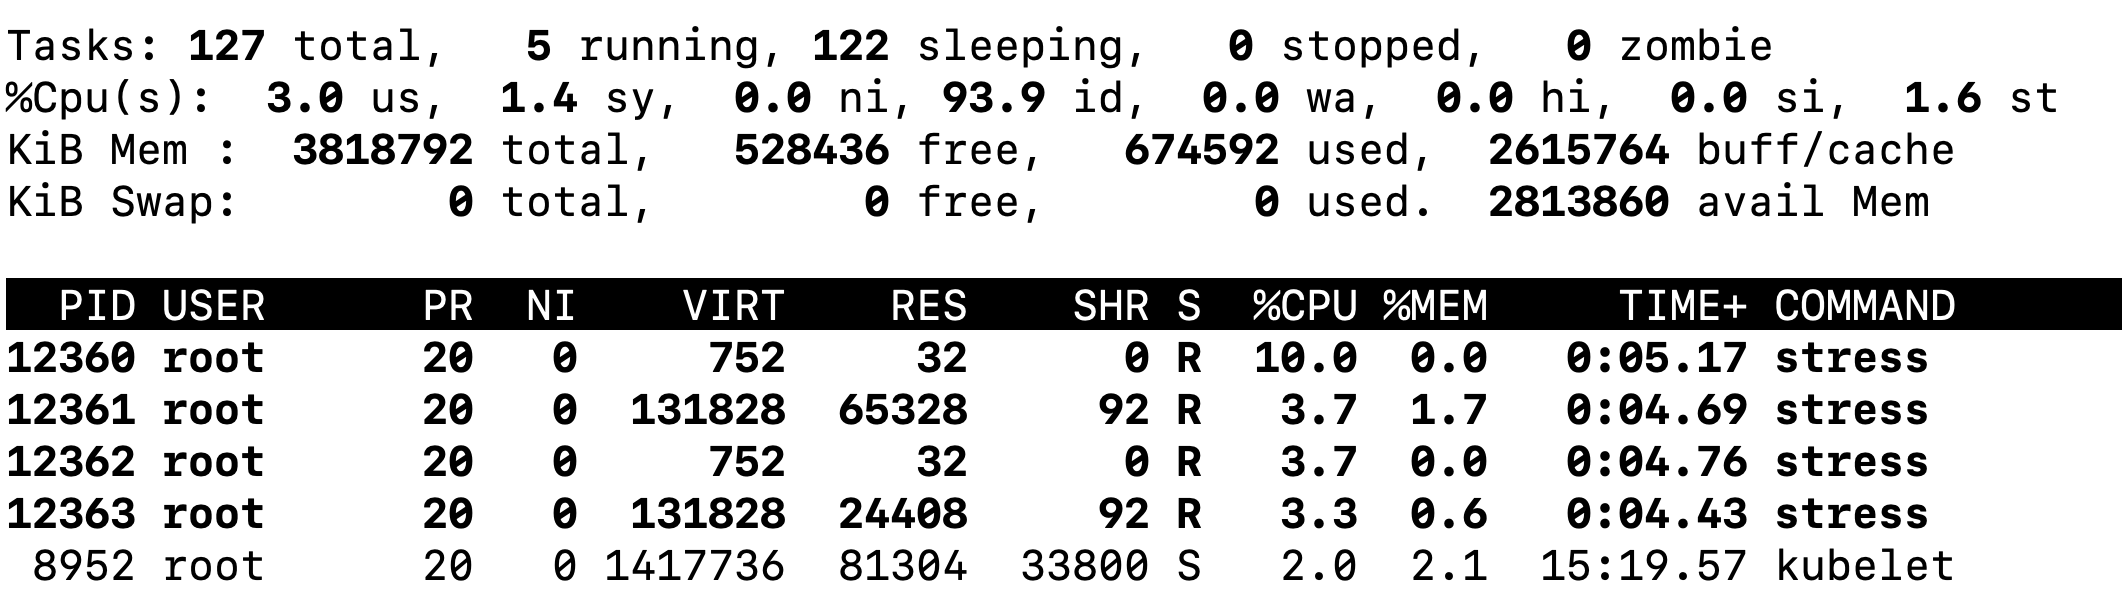 Tasks: 127 total,   5 running, 122 sleeping,   0 stopped,   0 zombie
%Cpu(s):  3.0 us,  1.4 sy,  0.0 ni, 93.9 id,  0.0 wa,  0.0 hi,  0.0 si,  1.6 st
KiB Mem :  3818792 total,   528436 free,   674592 used,  2615764 buff/cache
KiB Swap:        0 total,        0 free,        0 used.  2813860 avail Mem
  PID USER      PR  NI    VIRT    RES    SHR S  %CPU %MEM     TIME+ COMMAND
12360 root      20   0     752     32      0 R  10.0  0.0   0:05.17 stress
12361 root      20   0  131828  65328     92 R   3.7  1.7   0:04.69 stress
12362 root      20   0     752     32      0 R   3.7  0.0   0:04.76 stress
12363 root      20   0  131828  24408     92 R   3.3  0.6   0:04.43 stress
 8952 root      20   0 1417736  81304  33800 S   2.0  2.1  15:19.57 kubelet